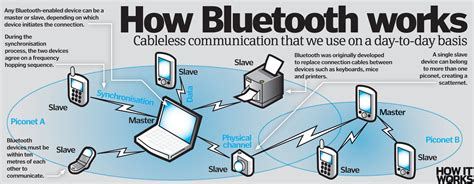 How Bluetooth works
Cableless communication that we use on a day-to-day basis
Any Bluetooth-enabled device can be a
master or slave, depending on which
device initiates the connection.
During the
synchronisation
process, the two devices
agree on a frequency
hopping sequence.
Piconet A
Bluetooth
devices must be
within ten
metres of each
other to
communicate.
Slave
Synchronisation
Master
Slave
Slave
Data
Slave
Physical
channel
Slave
Bluetooth was originally developed
to replace connection cables between
devices such as keyboards, mice
and printers.
A single slave
device can belong
to more than one
piconet, creating a
scatternet.
Slave
Master
Piconet B
Slave
Slave
HOW IT
WORKS